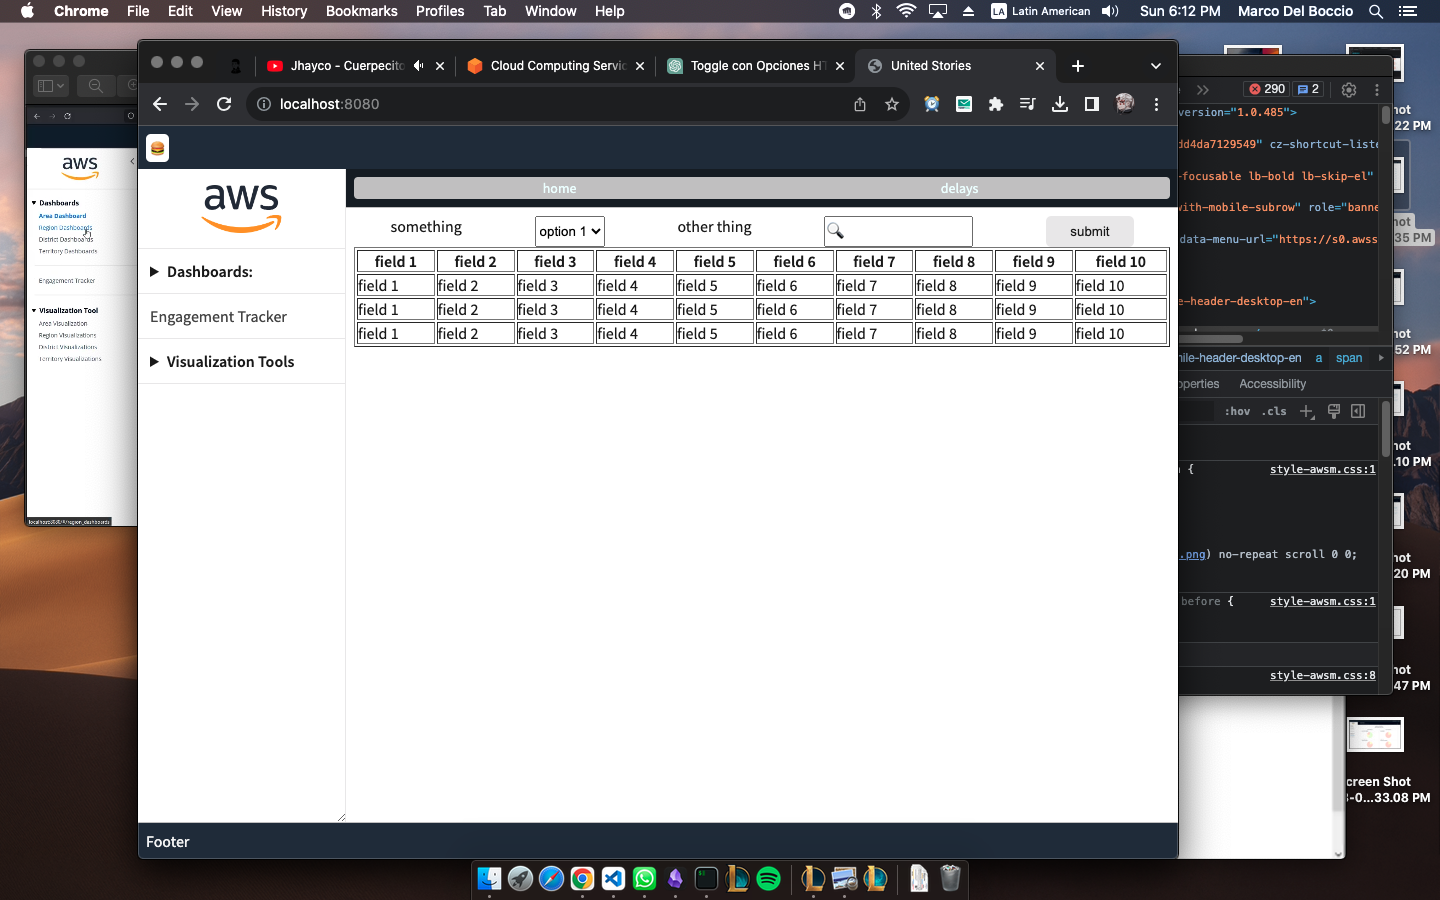 Chrome File Edit View History Bookmarks Profiles Tab Window Help
LA Latin American Sun 6:12 PM Marco Del Boccio
Jhayco - Cuerpecito
Cloud Computing Servic
Toggle con Opciones HT
United Stories
localhost:8080
290 2
version="1.0.485">
dd4da7129549" cz-shortcut-liste
-focusable lb-bold lb-skip-el"
with-mobile-subrow" role="banne
data-menu-url="https://s0.awss
e-header-desktop-en">
ile-header-desktop-en a span
operties Accessibility
:hov .cls
{ style-awsm.css:1
.png) no-repeat scroll 0 0;
before { style-awsm.css:1
style-awsm.css:8
aws
Dashboards
Area Dashboard
Region Dashboards
District Dashboards
Territory Dashboards
Engagement Tracker
Visualization Tool
Area Visualization
Region Visualizations
District Visualizations
Territory Visualizations
localhost:8080/#/region_dashboards
aws
Dashboards:
Engagement Tracker
Visualization Tools
home delays
something option 1 other thing submit
field 1 field 2 field 3 field 4 field 5 field 6 field 7 field 8 field 9 field 10
field 1 field 2 field 3 field 4 field 5 field 6 field 7 field 8 field 9 field 10
field 1 field 2 field 3 field 4 field 5 field 6 field 7 field 8 field 9 field 10
field 1 field 2 field 3 field 4 field 5 field 6 field 7 field 8 field 9 field 10
Footer
not
22 PM
not
35 PM
not
52 PM
not
.10 PM
not
20 PM
not
47 PM
creen Shot
3-0...33.08 PM